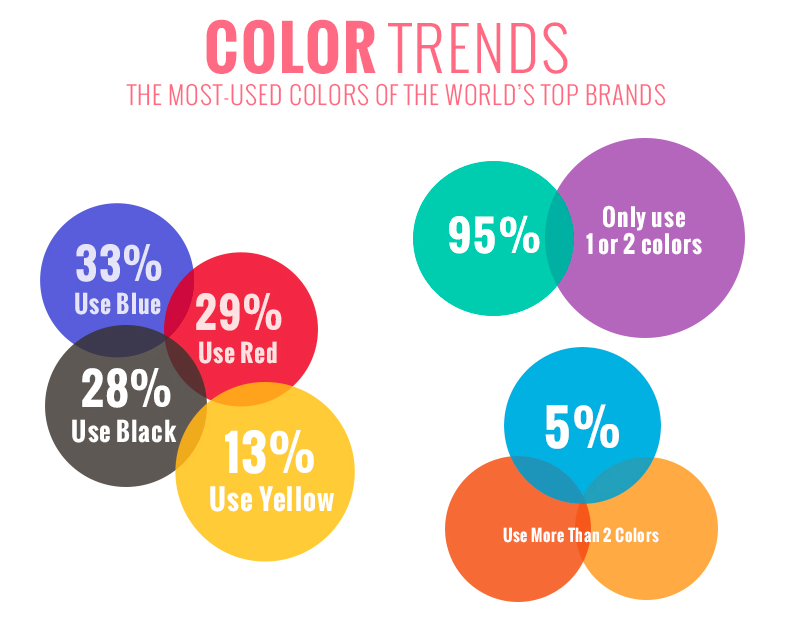 COLOR TRENDS
THE MOST-USED COLORS OF THE WORLD'S TOP BRANDS
33%
Use Blue
29%
Use Red
28%
Use Black
13%
Use Yellow
95%
Only use
1 or 2 colors
5%
Use More Than 2 Colors